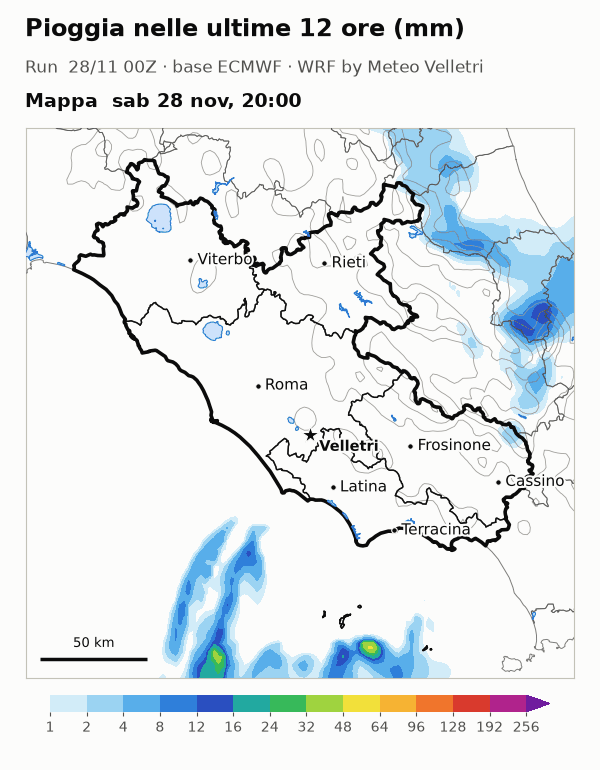 Pioggia nelle ultime 12 ore (mm)
Run  28/11 00Z · base ECMWF · WRF by Meteo Velletri
Mappa  sab 28 nov, 20:00
Viterbo
Rieti
Roma
Velletri
Frosinone
Cassino
Latina
Terracina
50 km
1 2 4 8 12 16 24 32 48 64 96 128 192 256